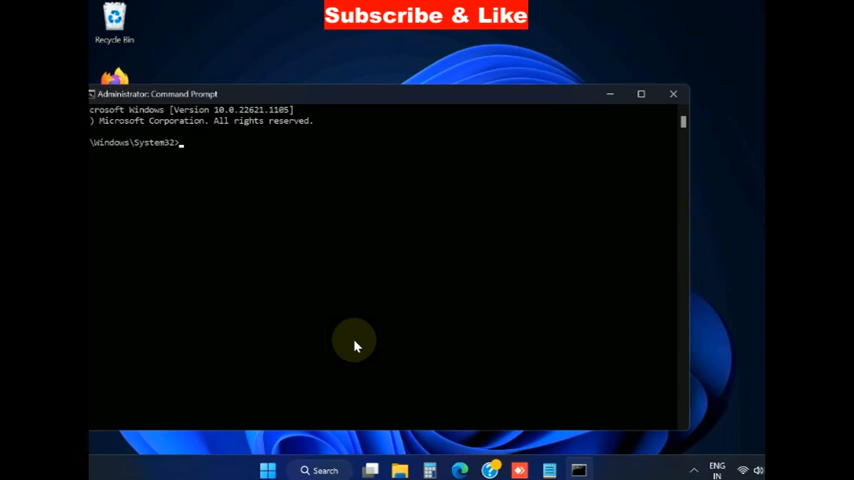 Subscribe & Like
Recycle Bin
Administrator: Command Prompt
crosoft Windows [Version 10.0.22621.1105]
) Microsoft Corporation. All rights reserved.
\Windows\System32>
Search
ENG
IN